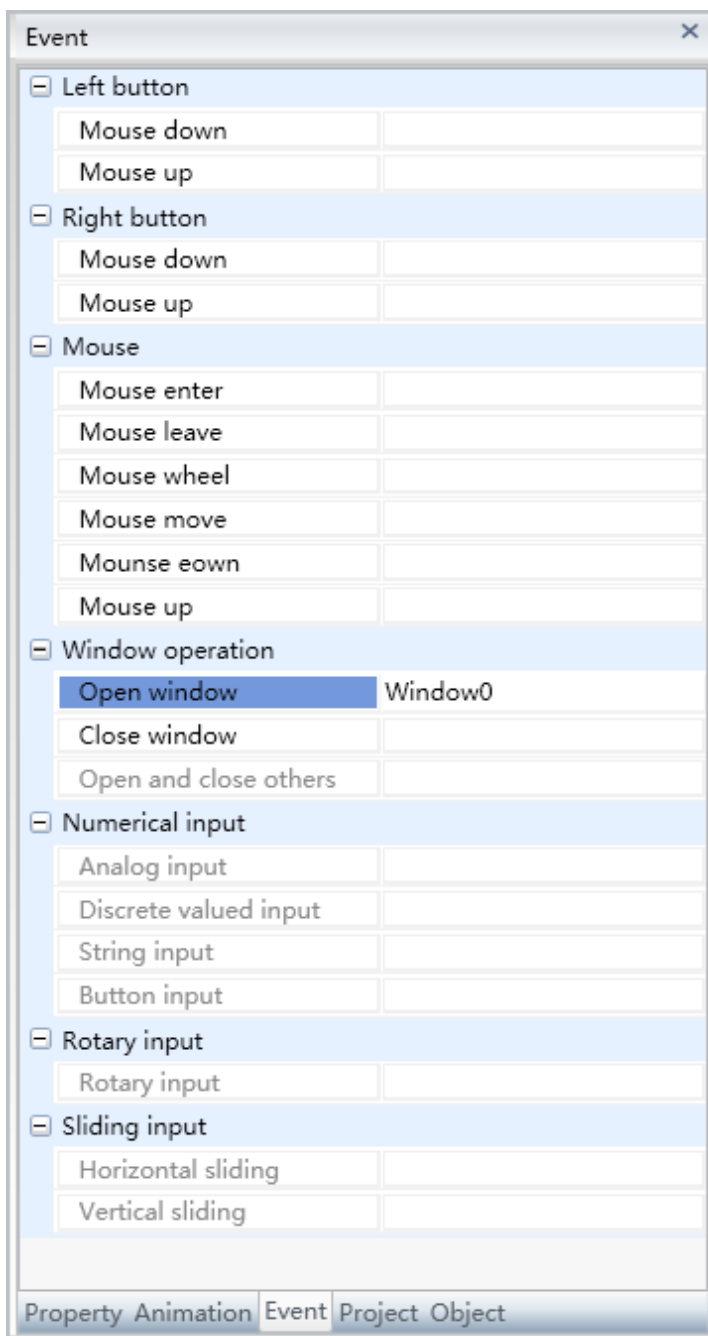 Event
Left button
Mouse down
Mouse up
Right button
Mouse down
Mouse up
Mouse
Mouse enter
Mouse leave
Mouse wheel
Mouse move
Mounse eown
Mouse up
Window operation
Open window Window0
Close window
Open and close others
Numerical input
Analog input
Discrete valued input
String input
Button input
Rotary input
Rotary input
Sliding input
Horizontal sliding
Vertical sliding
Property Animation Event Project Object